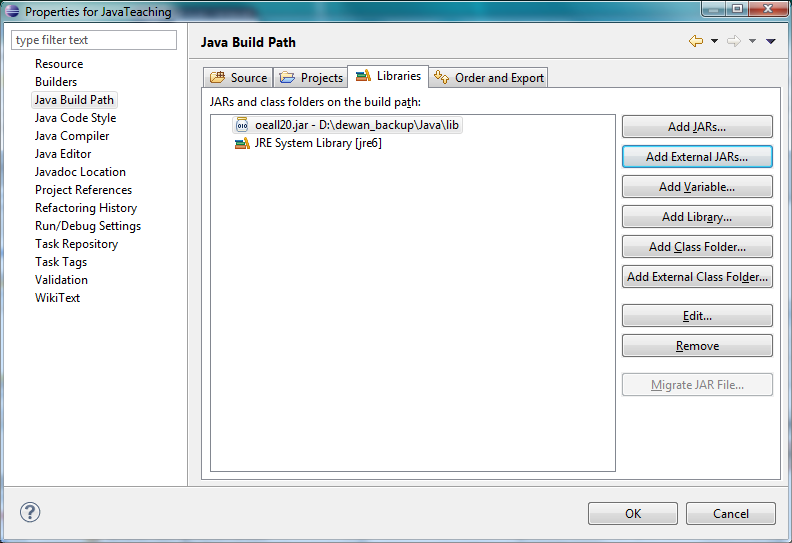 Properties for JavaTeaching
type filter text
Resource
Builders
Java Build Path
Java Code Style
Java Compiler
Java Editor
Javadoc Location
Project References
Refactoring History
Run/Debug Settings
Task Repository
Task Tags
Validation
WikiText
Java Build Path
Source Projects Libraries Order and Export
JARs and class folders on the build path:
oeall20.jar - D:\dewan_backup\Java\lib
JRE System Library [jre6]
Add JARs...
Add External JARs...
Add Variable...
Add Library...
Add Class Folder...
Add External Class Folder...
Edit...
Remove
Migrate JAR File...
OK Cancel